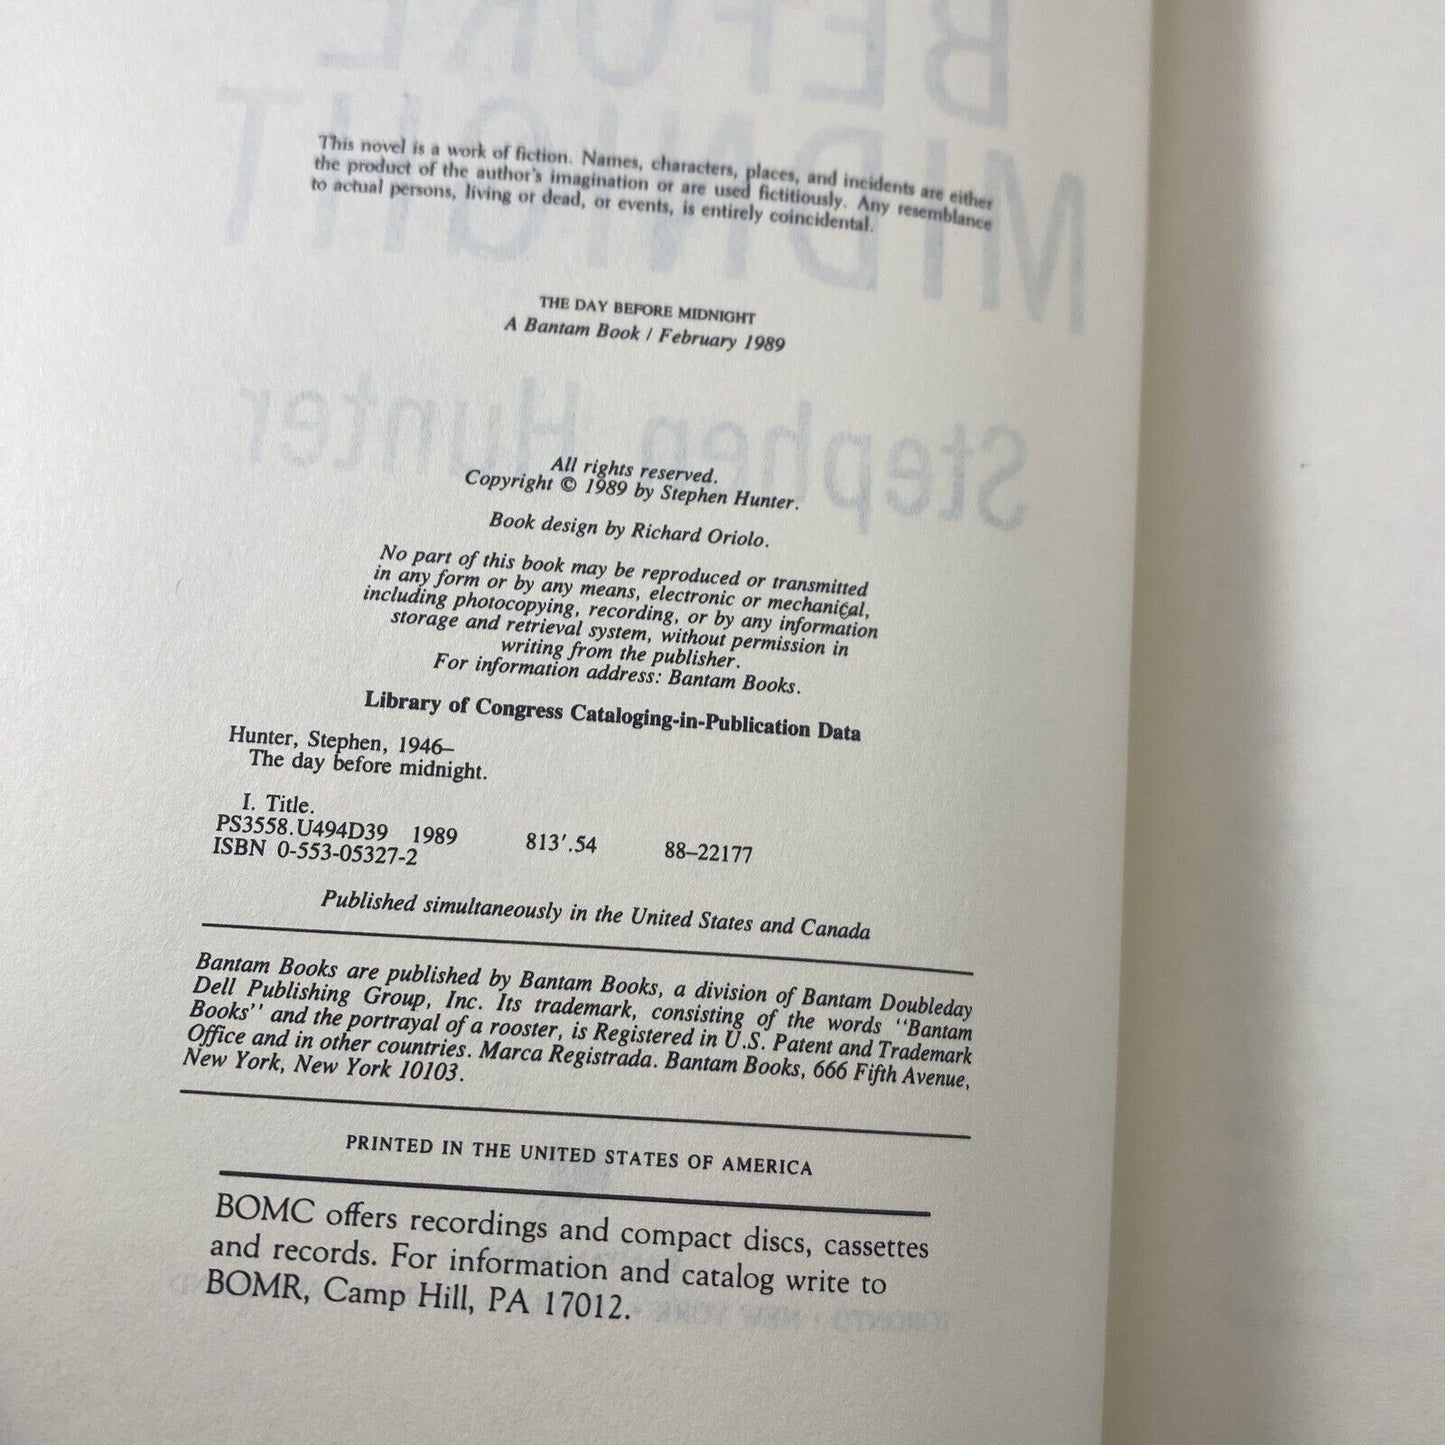 BEFORE
MIDNIGHT
This novel is a work of fiction. Names, characters, places, and incidents are either
the product of the author's imagination or are used fictitiously. Any resemblance
to actual persons, living or dead, or events, is entirely coincidental.
THE DAY BEFORE MIDNIGHT
A Bantam Book / February 1989
Stephen Hunter
All rights reserved.
Copyright © 1989 by Stephen Hunter.
Book design by Richard Oriolo.
No part of this book may be reproduced or transmitted
in any form or by any means, electronic or mechanical,
including photocopying, recording, or by any information
storage and retrieval system, without permission in
writing from the publisher.
For information address: Bantam Books.
Library of Congress Cataloging-in-Publication Data
Hunter, Stephen, 1946–
The day before midnight.
I. Title.
PS3558.U494D39 1989 813'.54 88–22177
ISBN 0-553-05327-2
Published simultaneously in the United States and Canada
Bantam Books are published by Bantam Books, a division of Bantam Doubleday
Dell Publishing Group, Inc. Its trademark, consisting of the words "Bantam
Books" and the portrayal of a rooster, is Registered in U.S. Patent and Trademark
Office and in other countries. Marca Registrada. Bantam Books, 666 Fifth Avenue,
New York, New York 10103.
PRINTED IN THE UNITED STATES OF AMERICA
BOMC offers recordings and compact discs, cassettes
and records. For information and catalog write to
BOMR, Camp Hill, PA 17012.
TORONTO • NEW YORK •